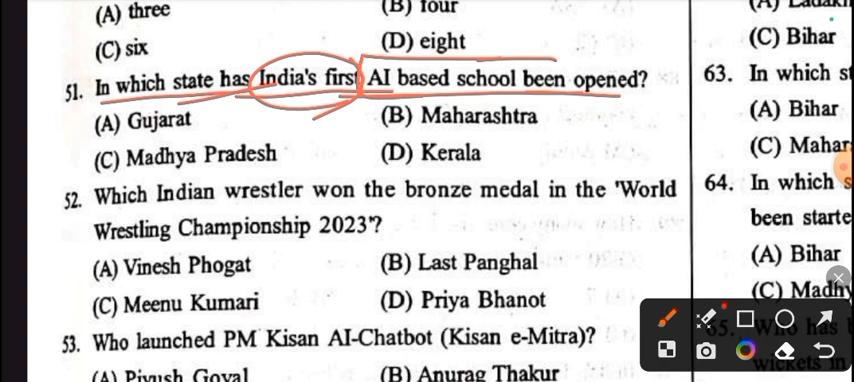 (A) three
(B) four
(C) six
(D) eight
51. In which state has India's first AI based school been opened?
(A) Gujarat
(B) Maharashtra
(C) Madhya Pradesh
(D) Kerala
52. Which Indian wrestler won the bronze medal in the 'World
Wrestling Championship 2023'?
(A) Vinesh Phogat
(B) Last Panghal
(C) Meenu Kumari
(D) Priya Bhanot
53. Who launched PM Kisan AI-Chatbot (Kisan e-Mitra)?
(A) Piyush Goyal
(B) Anurag Thakur
(A)
(C) Bihar
63. In which
(A) Bihar
(C)
64. In which
been starte
(A) Bihar
(C)
65. Who has
wickets in